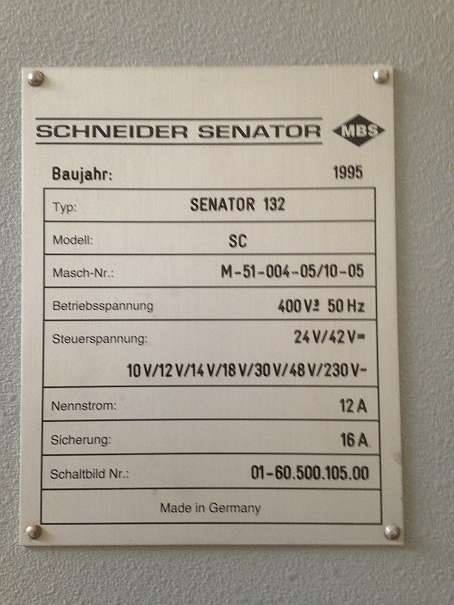 SCHNEIDER SENATOR MBS
Baujahr: 1995
Typ: SENATOR 132
Modell: SC
Masch-Nr.: M-51-004-05/10-05
Betriebsspannung 400 V³~ 50 Hz
Steuerspannung: 24 V/42 V=
10 V/12 V/14 V/18 V/30 V/48 V/230 V~
Nennstrom: 12 A
Sicherung: 16 A
Schaltbild Nr.: 01-60.500.105.00
Made in Germany